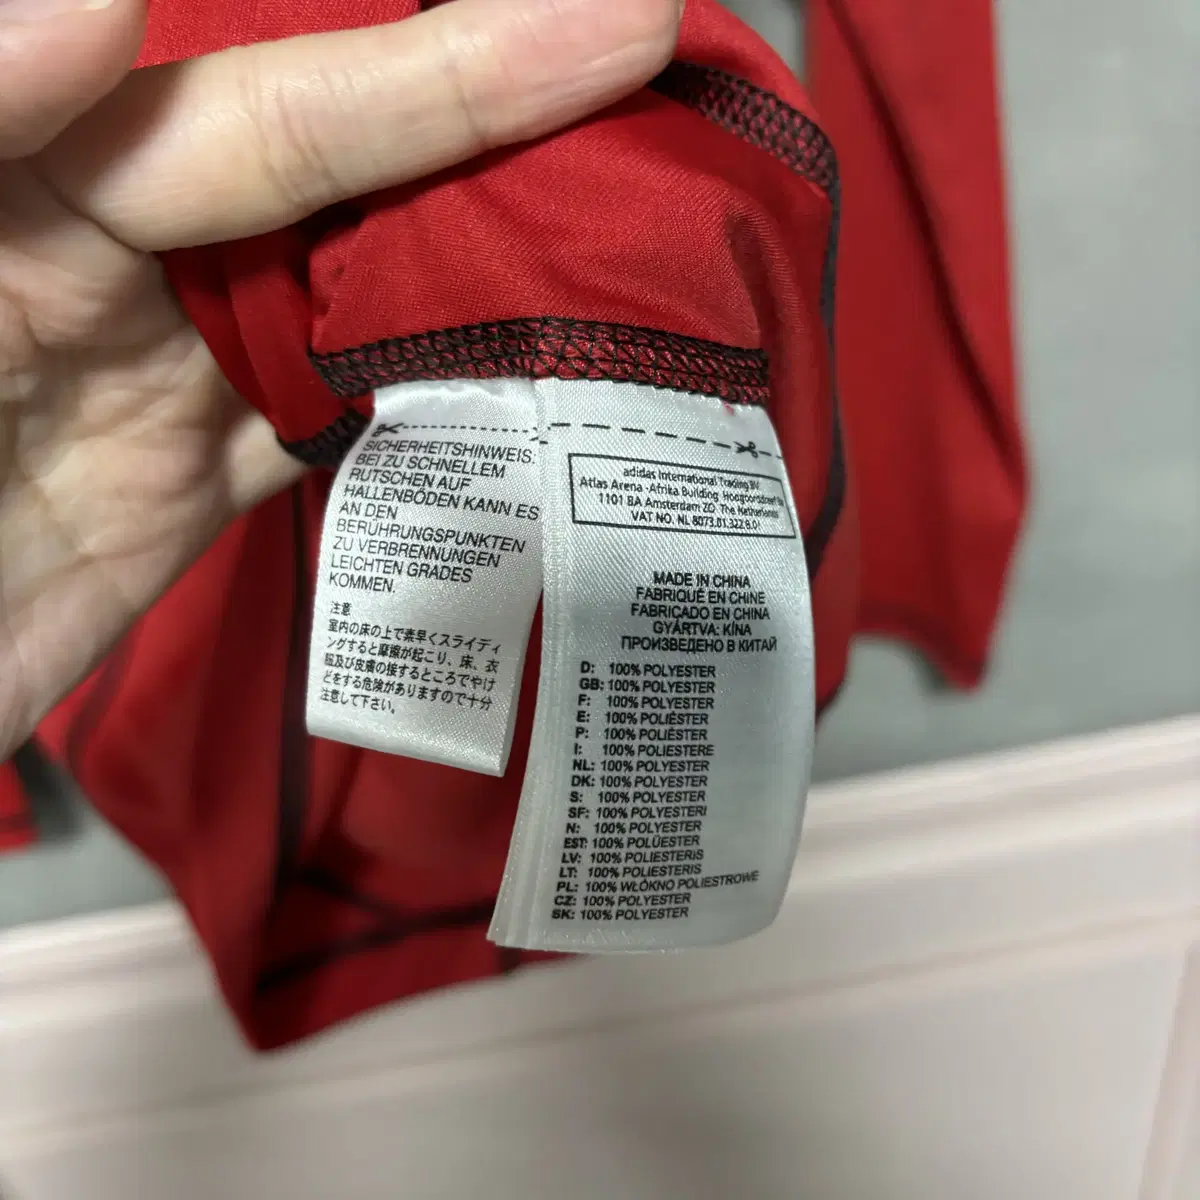 SICHERHEITSHINWEIS:
BEI ZU SCHNELLEM
RUTSCHEN AUF
HALLENBÖDEN KANN ES
AN DEN
BERÜHRUNGSPUNKTEN
ZU VERBRENNUNGEN
LEICHTEN GRADES
KOMMEN.
注意
室内の床の上で素早くスライディ
ングすると摩擦が起こり、床、衣
服及び皮膚の接するところでやけ
どをする危険がありますので十分
注意して下さい。
adidas International Trading BV
Atlas Arena -Afrika Building Hoogoorddreef
1101 BA Amsterdam ZO The Netherlands
VAT NO. NL 8073.01.322.B.01
MADE IN CHINA
FABRIQUÉ EN CHINE
FABRICADO EN CHINA
GYÁRTVA: KÍNA
ПРОИЗВЕДЕНО В КИТАЙ
D: 100% POLYESTER
GB: 100% POLYESTER
F: 100% POLYESTER
E: 100% POLIÉSTER
P: 100% POLIÉSTER
I: 100% POLIESTERE
NL: 100% POLYESTER
DK: 100% POLYESTER
S: 100% POLYESTER
SF: 100% POLYESTERI
N: 100% POLYESTER
EST: 100% POLÜESTER
LV: 100% POLIESTERIS
LT: 100% POLIESTERIS
PL: 100% WŁÓKNO POLIESTROWE
CZ: 100% POLYESTER
SK: 100% POLYESTER